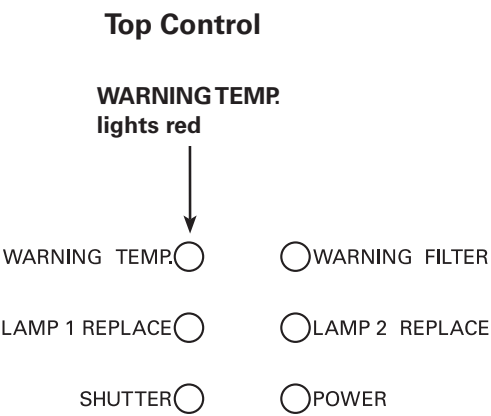 Top Control
WARNING TEMP.
lights red
WARNING TEMP. WARNING FILTER
LAMP 1 REPLACE LAMP 2 REPLACE
SHUTTER POWER